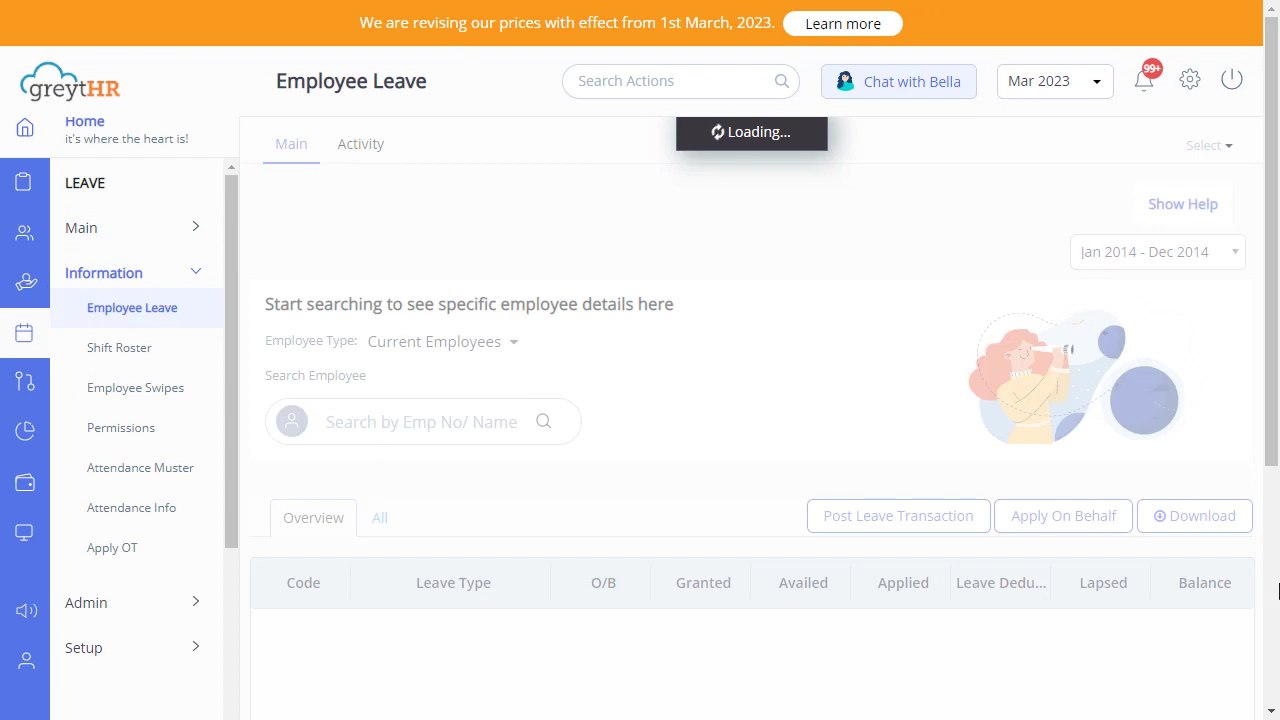 We are revising our prices with effect from 1st March, 2023. Learn more
greytHR
Employee Leave
Search Actions
Chat with Bella
Mar 2023
99+
Home
it's where the heart is!
Main
Activity
Loading...
Select
LEAVE
Main
Information
Employee Leave
Shift Roster
Employee Swipes
Permissions
Attendance Muster
Attendance Info
Apply OT
Admin
Setup
Show Help
Jan 2014 - Dec 2014
Start searching to see specific employee details here
Employee Type: Current Employees
Search Employee
Search by Emp No/ Name
Overview
All
Post Leave Transaction
Apply On Behalf
Download
Code Leave Type O/B Granted Availed Applied Leave Dedu... Lapsed Balance